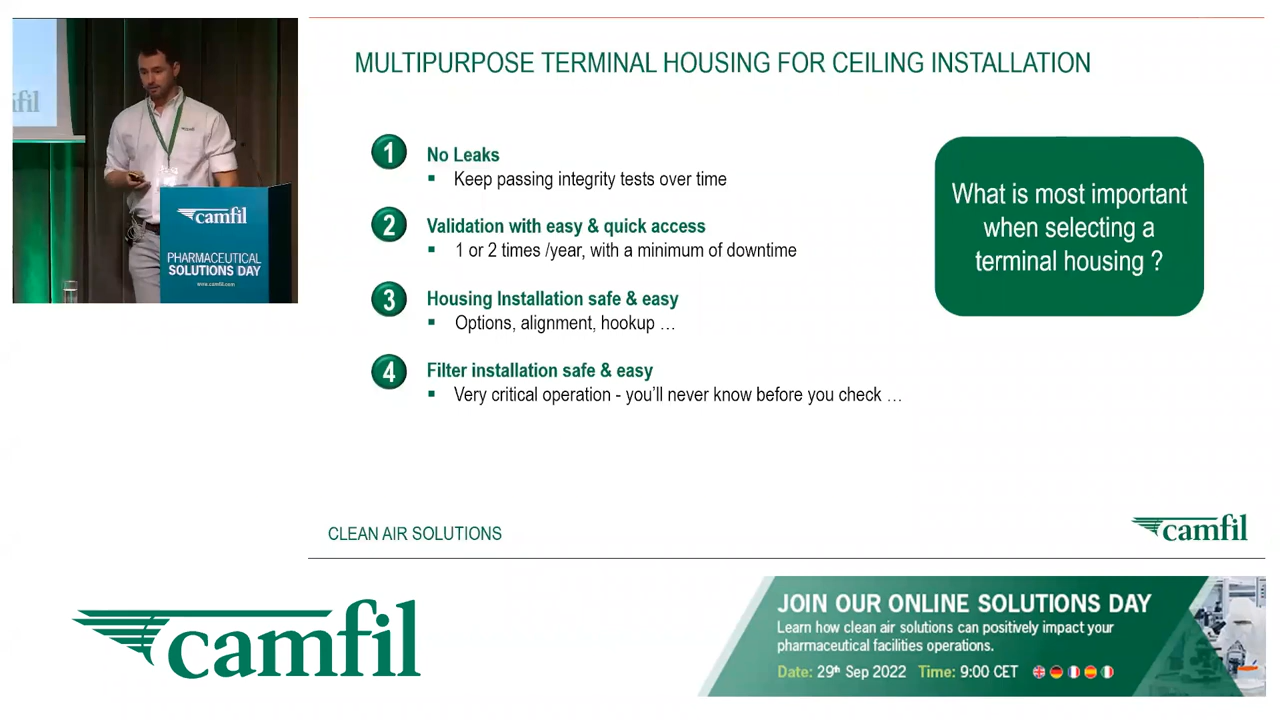 fil
camfil
PHARMACEUTICAL
SOLUTIONS DAY
www.camfil.com
MULTIPURPOSE TERMINAL HOUSING FOR CEILING INSTALLATION
1 No Leaks
▪ Keep passing integrity tests over time
2 Validation with easy & quick access
▪ 1 or 2 times /year, with a minimum of downtime
3 Housing Installation safe & easy
▪ Options, alignment, hookup …
4 Filter installation safe & easy
▪ Very critical operation - you'll never know before you check …
What is most important
when selecting a
terminal housing ?
CLEAN AIR SOLUTIONS
camfil
camfil
JOIN OUR ONLINE SOLUTIONS DAY
Learn how clean air solutions can positively impact your
pharmaceutical facilities operations.
Date: 29th Sep 2022 Time: 9:00 CET